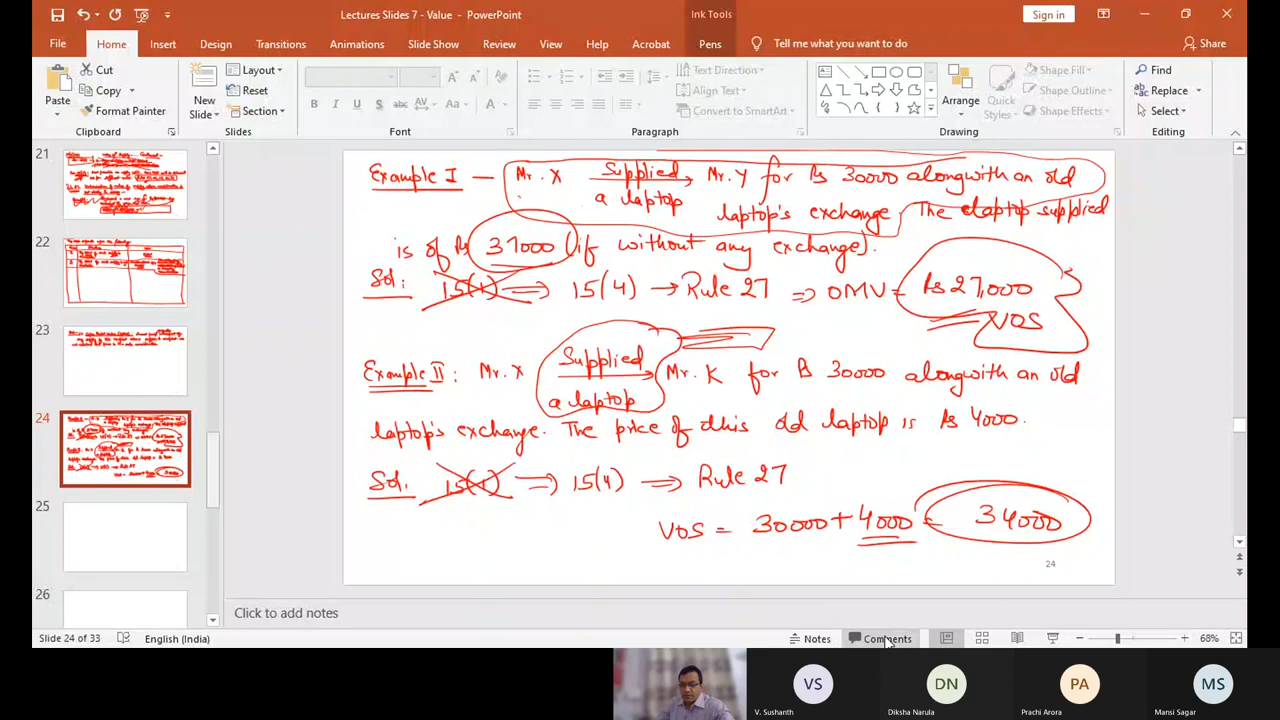 Lectures Slides 7 - Value - PowerPoint
Ink Tools
Sign in
File
Home
Insert
Design
Transitions
Animations
Slide Show
Review
View
Help
Acrobat
Pens
Tell me what you want to do
Share
Paste
Cut
Copy
Format Painter
New Slide
Layout
Reset
Section
Text Direction
Align Text
Convert to SmartArt
Arrange
Quick Styles
Shape Fill
Shape Outline
Shape Effects
Find
Replace
Select
Clipboard
Slides
Font
Paragraph
Drawing
Editing
21
22
23
24
25
26
Example I — Mr. X Supplied a laptop → Mr. Y for Rs 30000 alongwith an old
laptop's exchange. The laptop supplied
is of Rs 37000 (if without any exchange).
Sol: 15(1) ⇒ 15(4) → Rule 27 ⇒ OMV = Rs 27,000
VOS
Example II : Mr. X Supplied a laptop → Mr. K for Rs 30000 alongwith an old
laptop's exchange. The price of this old laptop is Rs 4000.
Sol. 15(1) ⇒ 15(4) ⇒ Rule 27
VOS = 30000 + 4000 = 34000
24
Click to add notes
Slide 24 of 33
English (India)
Notes
Comments
68%
VS
DN
PA
MS
V. Sushanth
Diksha Narula
Prachi Arora
Mansi Sagar